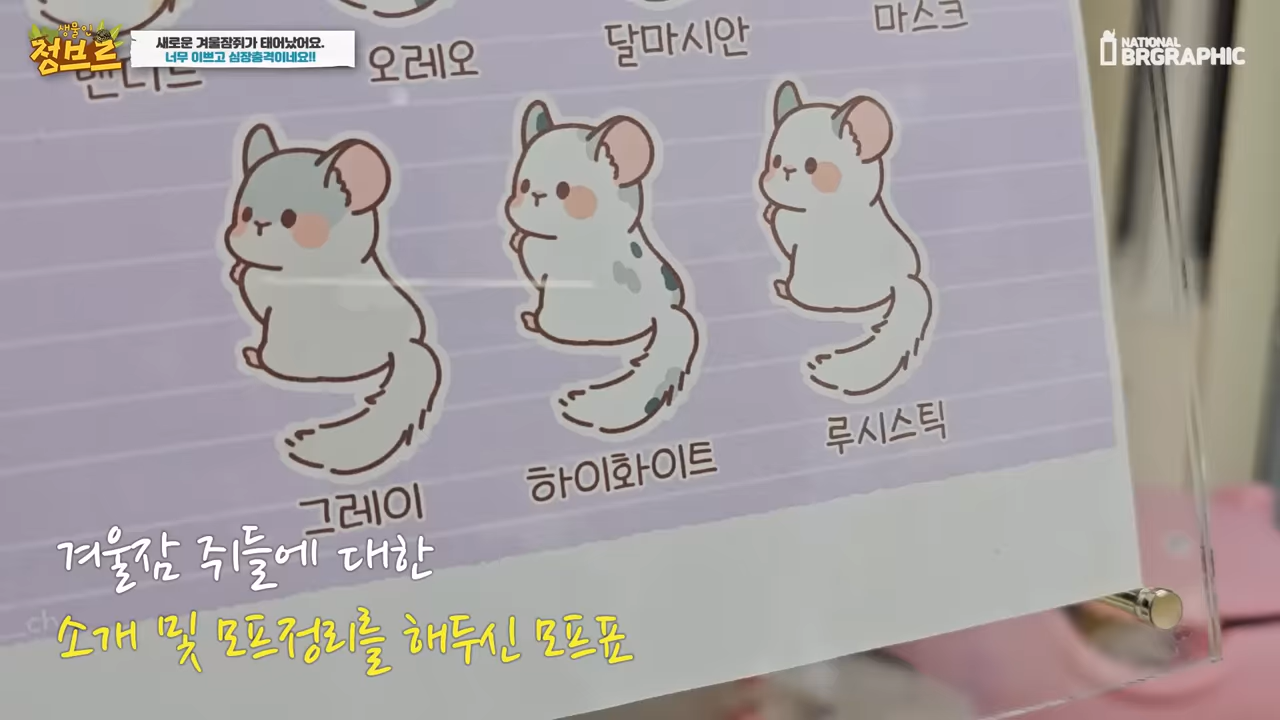 생물인
정브르
새로운 겨울잠쥐가 태어났어요.
너무 이쁘고 심장충격이네요!!
NATIONAL
BRGRAPHIC
오레오
달마시안
마스크
그레이
하이화이트
루시스틱
겨울잠 쥐들에 대한
소개 및 모프정리를 해두신 모프표